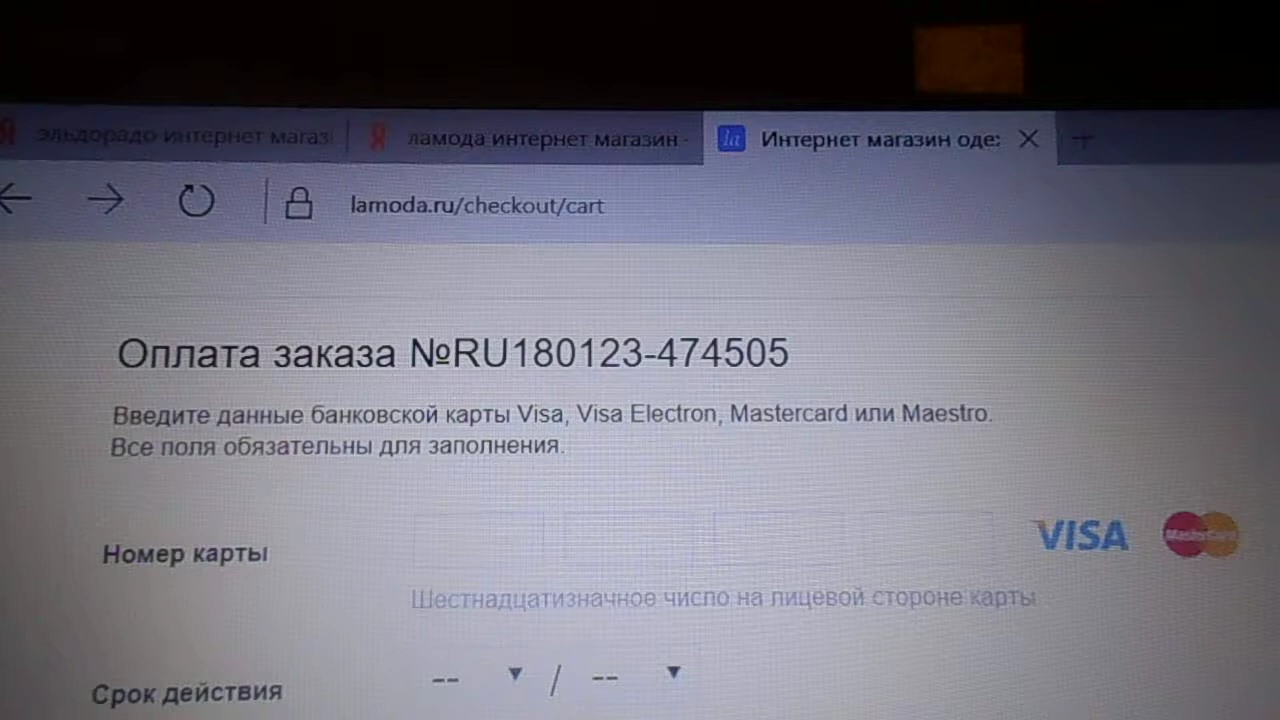 эльдорадо интернет магаз
ламода интернет магазин -
la Интернет магазин оде:
lamoda.ru/checkout/cart
Оплата заказа №RU180123-474505
Введите данные банковской карты Visa, Visa Electron, Mastercard или Maestro.
Все поля обязательны для заполнения.
Номер карты
VISA MasterCard
Шестнадцатизначное число на лицевой стороне карты
Срок действия
-- / --